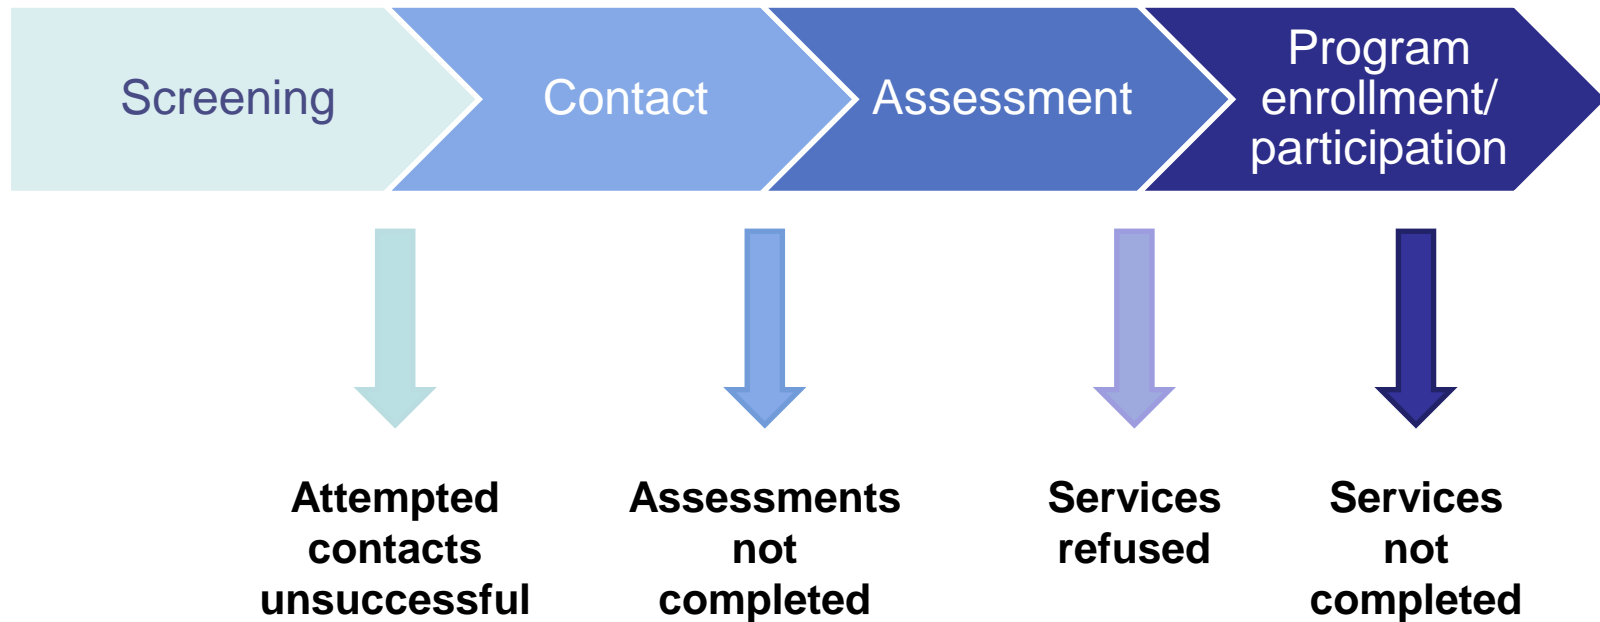 Screening
Contact
Assessment
Program
enrollment/
participation
Attempted
contacts
unsuccessful
Assessments
not
completed
Services
refused
Services
not
completed